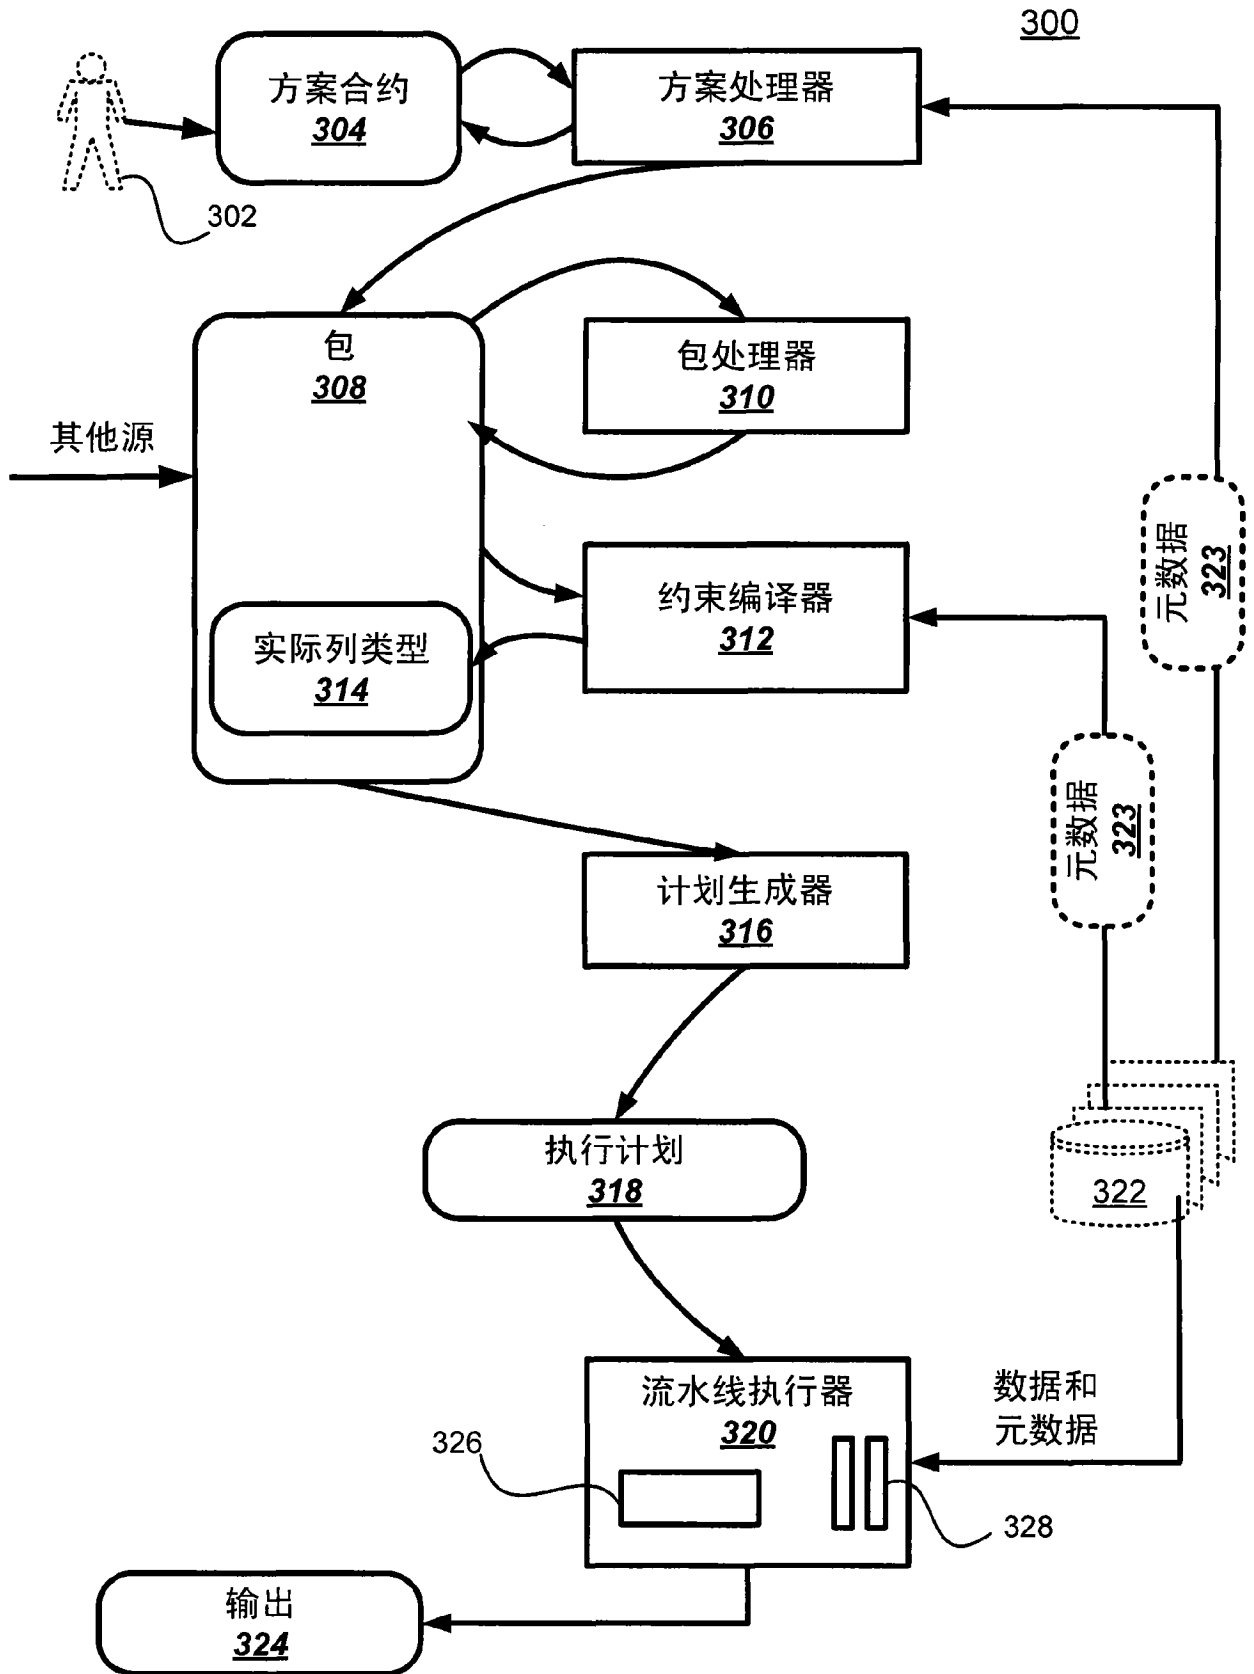 300
方案合约
304
方案处理器
306
302
包
308
包处理器
310
其他源
元数据
323
约束编译器
312
实际列类型
314
元数据
323
计划生成器
316
执行计划
318
322
流水线执行器
320
数据和
元数据
326
328
输出
324